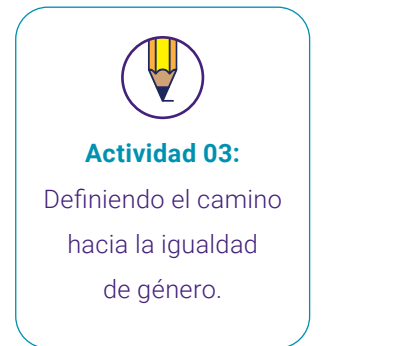 Actividad 03:
Definiendo el camino
hacia la igualdad
de género.